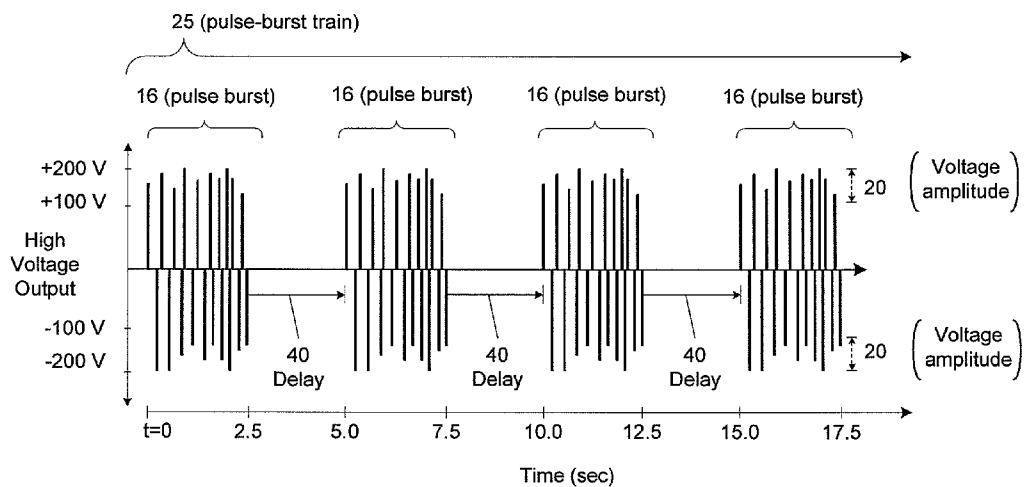 25 (pulse-burst train)
16 (pulse burst)
16 (pulse burst)
16 (pulse burst)
16 (pulse burst)
+200 V
+100 V
High
Voltage
Output
-100 V
-200 V
20
Voltage
amplitude
20
Voltage
amplitude
40
Delay
40
Delay
40
Delay
t=0
2.5
5.0
7.5
10.0
12.5
15.0
17.5
Time (sec)